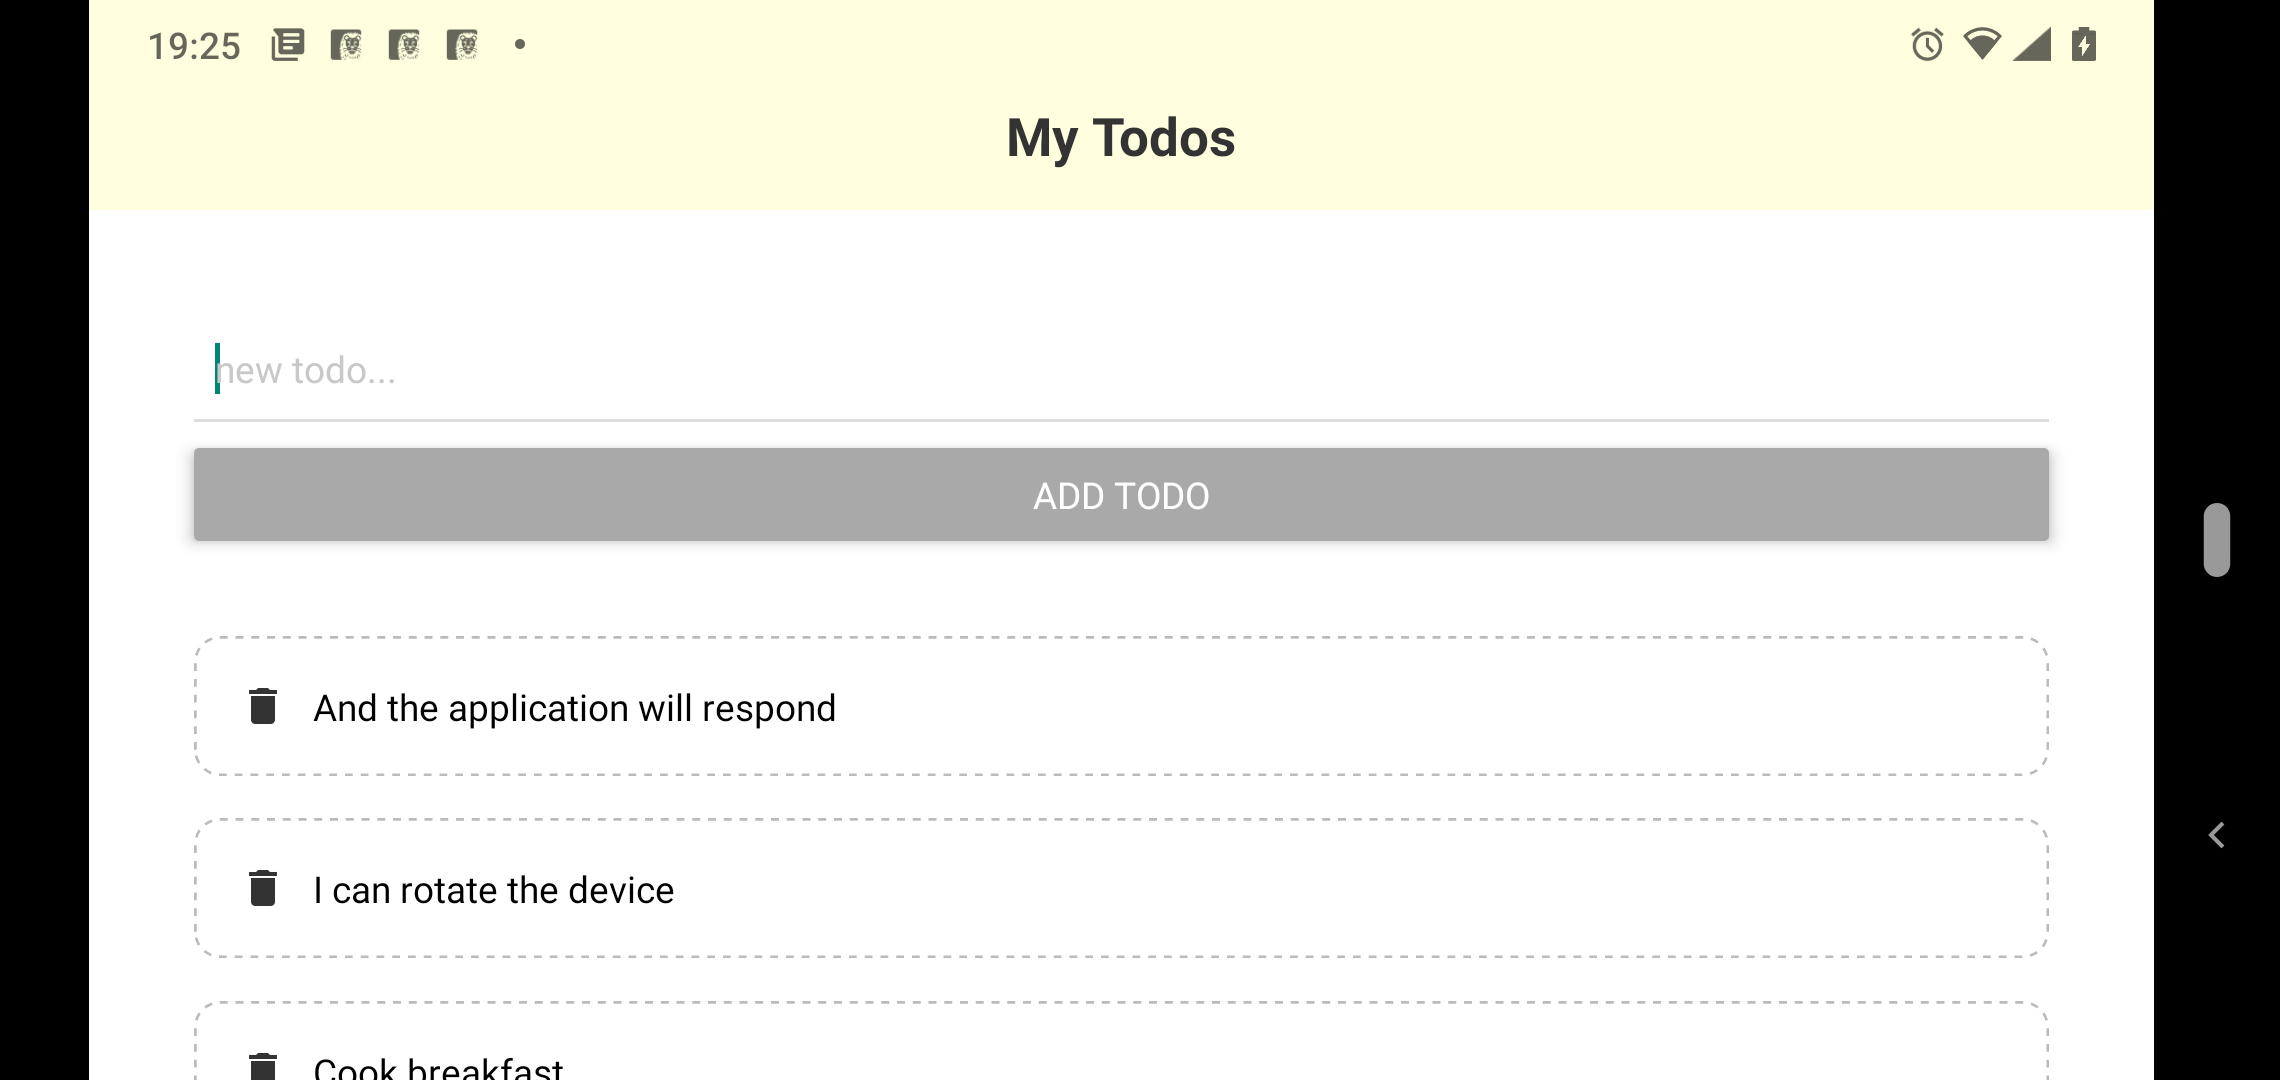 19:25
My Todos
new todo...
ADD TODO
And the application will respond
I can rotate the device
Cook breakfast